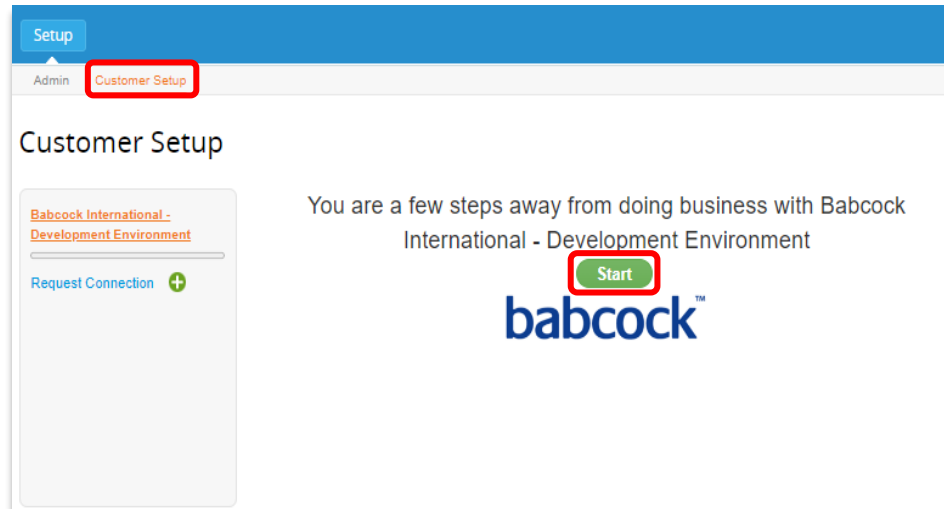 Setup
Admin Customer Setup
Customer Setup
Babcock International -
Development Environment
Request Connection
You are a few steps away from doing business with Babcock
International - Development Environment
Start
babcock™